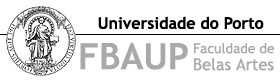 Universidade do Porto
FBAUP Faculdade de
Belas Artes